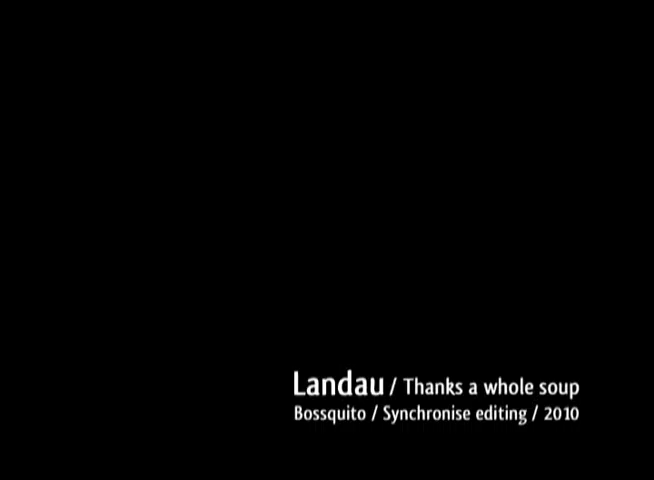 Landau / Thanks a whole soup
Bossquito / Synchronise editing / 2010